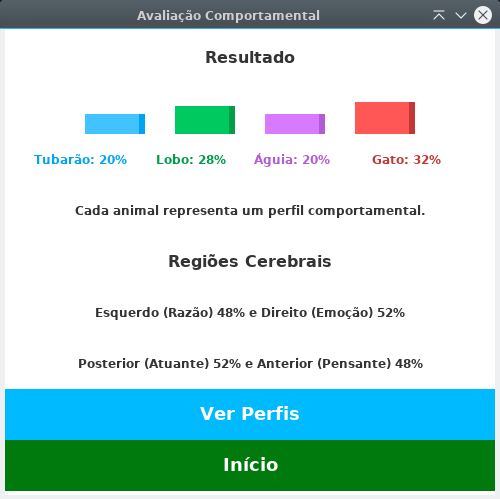 Avaliação Comportamental
Resultado
Tubarão: 20% Lobo: 28% Águia: 20% Gato: 32%
Cada animal representa um perfil comportamental.
Regiões Cerebrais
Esquerdo (Razão) 48% e Direito (Emoção) 52%
Posterior (Atuante) 52% e Anterior (Pensante) 48%
Ver Perfis
Início